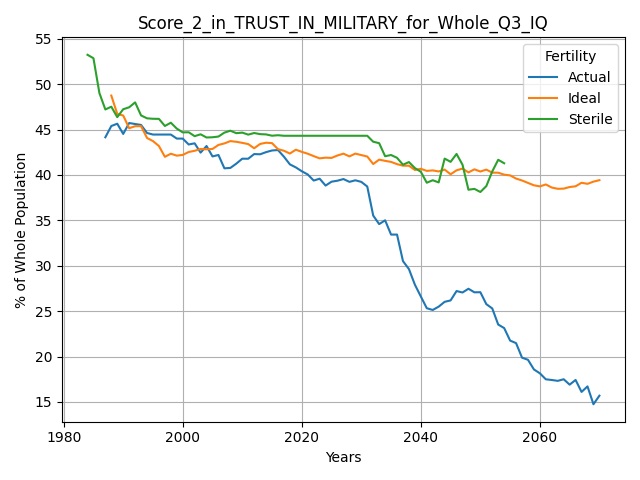 Score_2_in_TRUST_IN_MILITARY_for_Whole_Q3_IQ
Fertility
Actual
Ideal
Sterile
% of Whole Population
55
50
45
40
35
30
25
20
15
1980
2000
2020
2040
2060
Years